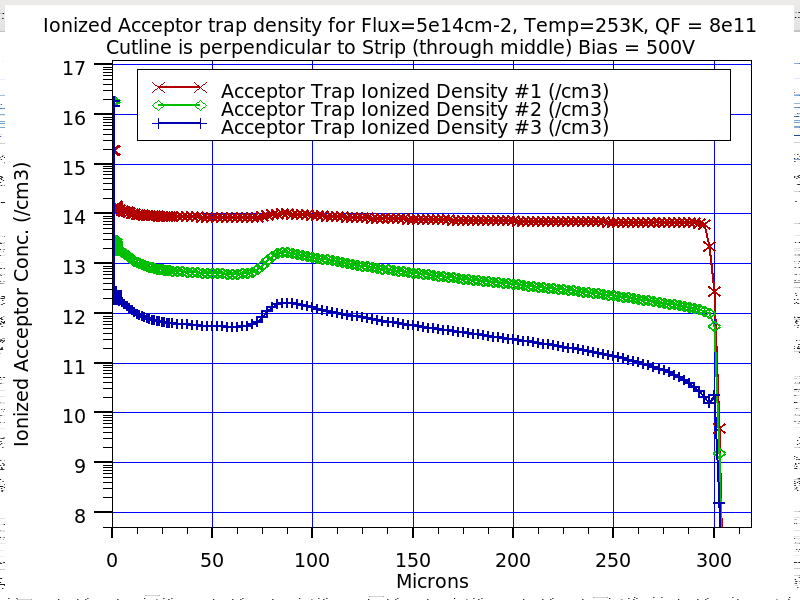 Ionized Acceptor trap density for Flux=5e14cm-2, Temp=253K, QF = 8e11
Cutline is perpendicular to Strip (through middle) Bias = 500V
Acceptor Trap Ionized Density #1 (/cm3)
Acceptor Trap Ionized Density #2 (/cm3)
Acceptor Trap Ionized Density #3 (/cm3)
Ionized Acceptor Conc. (/cm3)
17
16
15
14
13
12
11
10
9
8
0 50 100 150 200 250 300
Microns